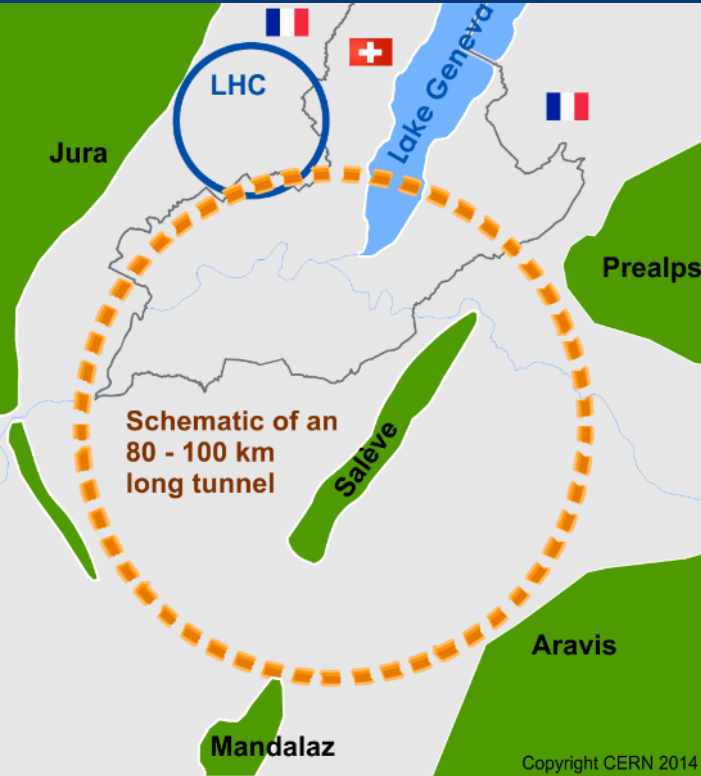 LHC
Lake Geneva
Jura
Prealps
Schematic of an
80 - 100 km
long tunnel
Salève
Aravis
Mandalaz
Copyright CERN 2014